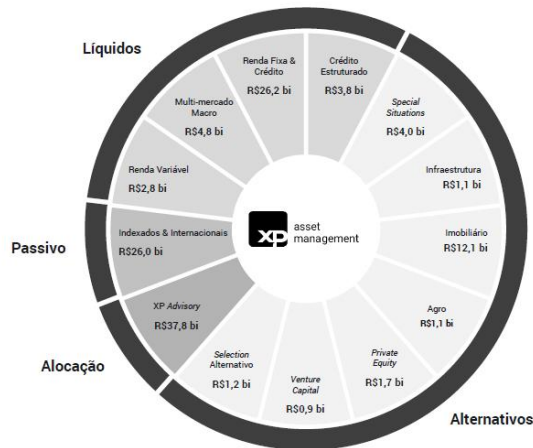 Líquidos
Renda Fixa &
Crédito
R$26,2 bi
Crédito
Estruturado
R$3,8 bi
Special
Situations
R$4,0 bi
Infraestrutura
R$1,1 bi
Imobiliário
R$12,1 bi
Agro
R$1,1 bi
Private
Equity
R$1,7 bi
Venture
Capital
R$0,9 bi
Selection
Alternativo
R$1,2 bi
XP Advisory
R$37,8 bi
Indexados & Internacionais
R$26,0 bi
Renda Variável
R$2,8 bi
Multi-mercado
Macro
R$4,8 bi
xp asset
management
Passivo
Alocação
Alternativos